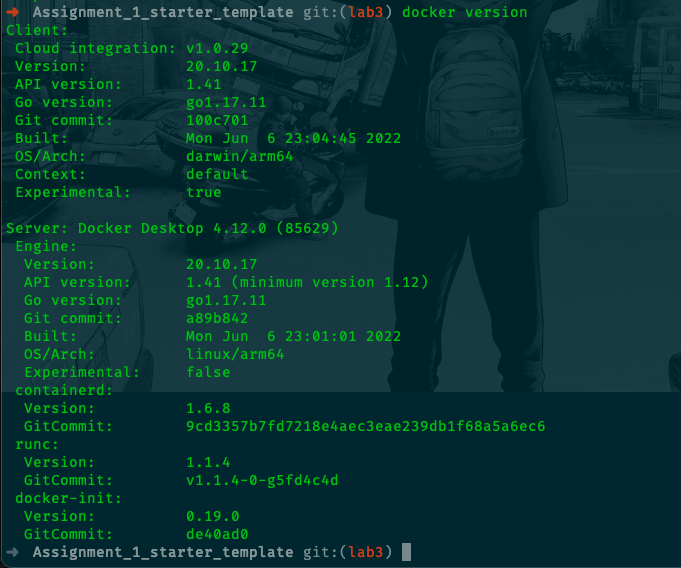 ➜ Assignment_1_starter_template git:(lab3) docker version
Client:
 Cloud integration: v1.0.29
 Version:           20.10.17
 API version:       1.41
 Go version:        go1.17.11
 Git commit:        100c701
 Built:             Mon Jun  6 23:04:45 2022
 OS/Arch:           darwin/arm64
 Context:           default
 Experimental:      true

Server: Docker Desktop 4.12.0 (85629)
 Engine:
  Version:          20.10.17
  API version:      1.41 (minimum version 1.12)
  Go version:       go1.17.11
  Git commit:       a89b842
  Built:            Mon Jun  6 23:01:01 2022
  OS/Arch:          linux/arm64
  Experimental:     false
 containerd:
  Version:          1.6.8
  GitCommit:        9cd3357b7fd7218e4aec3eae239db1f68a5a6ec6
 runc:
  Version:          1.1.4
  GitCommit:        v1.1.4-0-g5fd4c4d
 docker-init:
  Version:          0.19.0
  GitCommit:        de40ad0
➜ Assignment_1_starter_template git:(lab3)